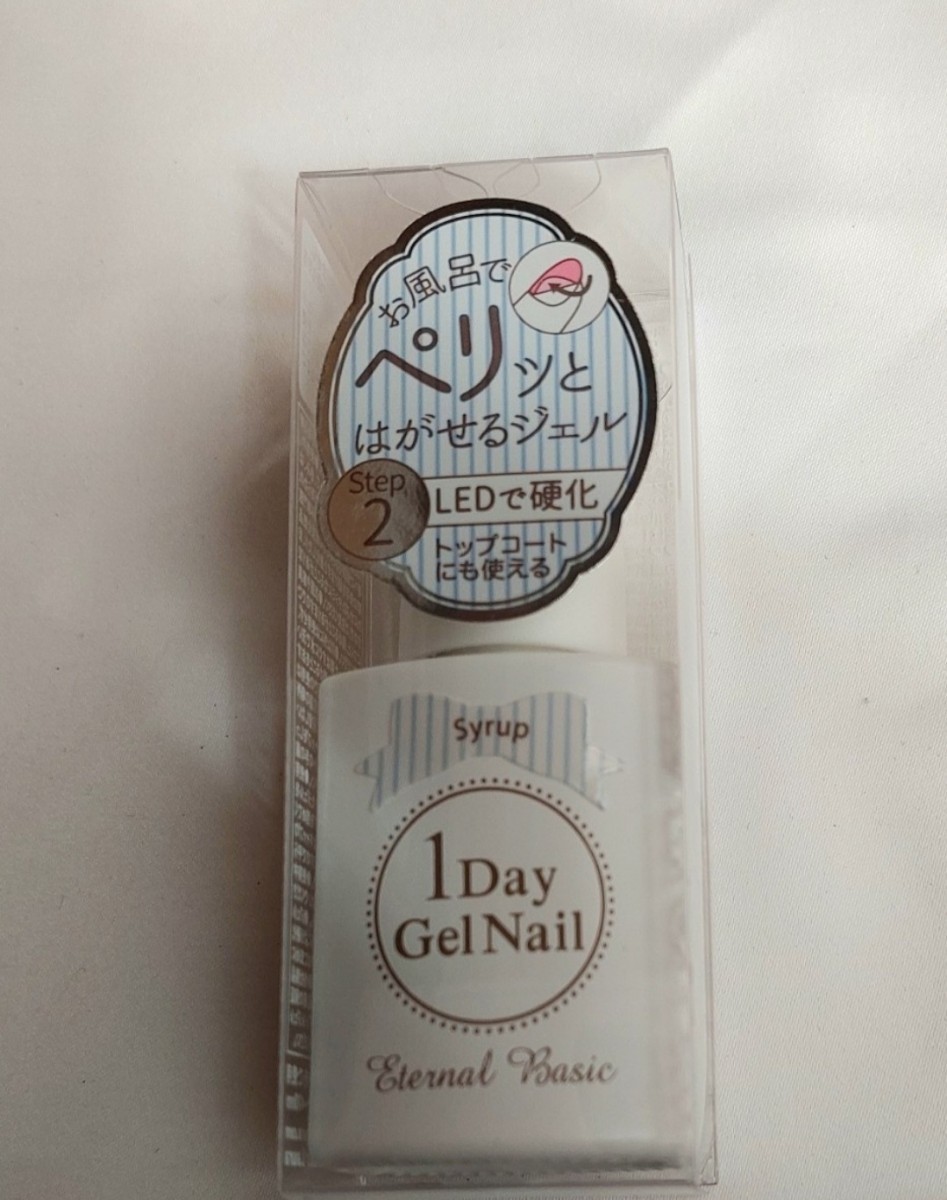 お風呂で
ペリッと
はがせるジェル
Step
2
LEDで硬化
トップコート
にも使える
Syrup
1 Day
Gel Nail
Eternal Basic